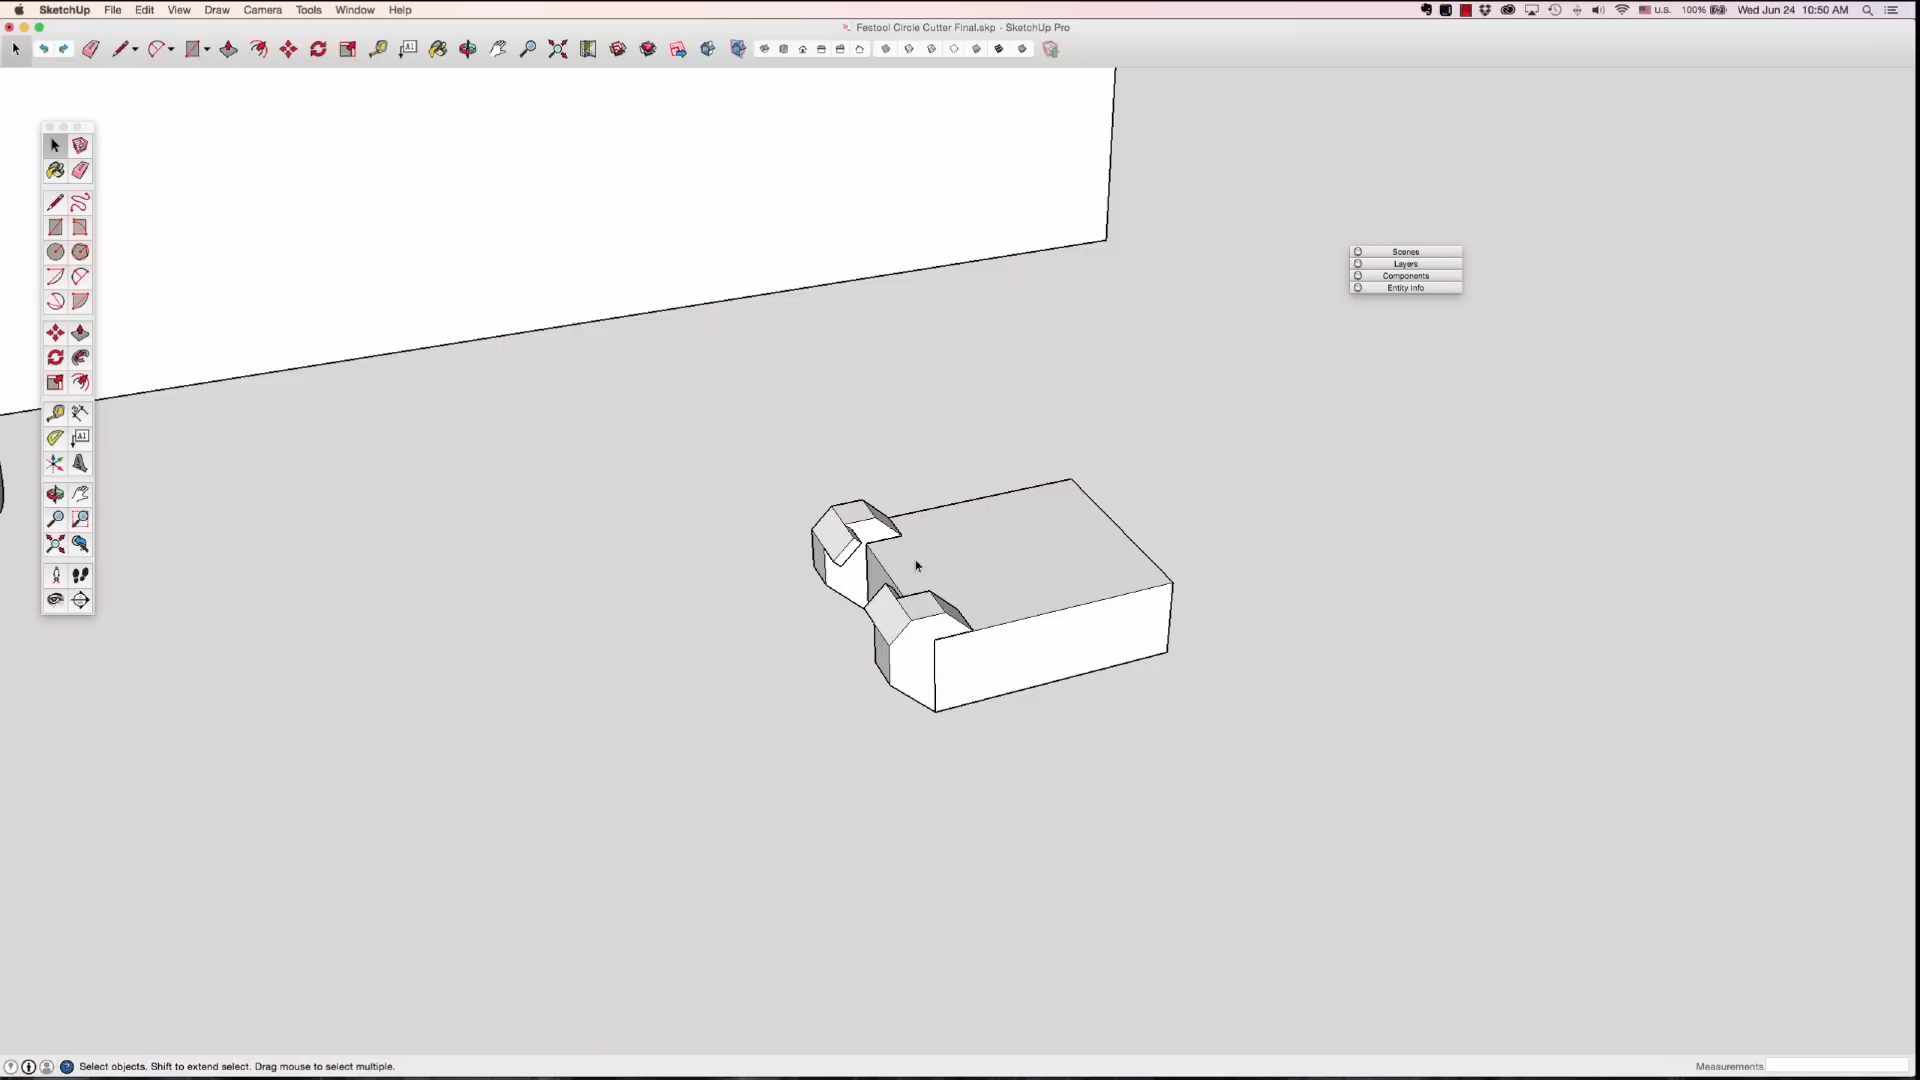 SketchUp File Edit View Draw Camera Tools Window Help
U.S. 100% Wed Jun 24 10:50 AM
Festool Circle Cutter Final.skp - SketchUp Pro
A1
Scenes
Layers
Components
Entity Info
A1
Select objects. Shift to extend select. Drag mouse to select multiple.
Measurements